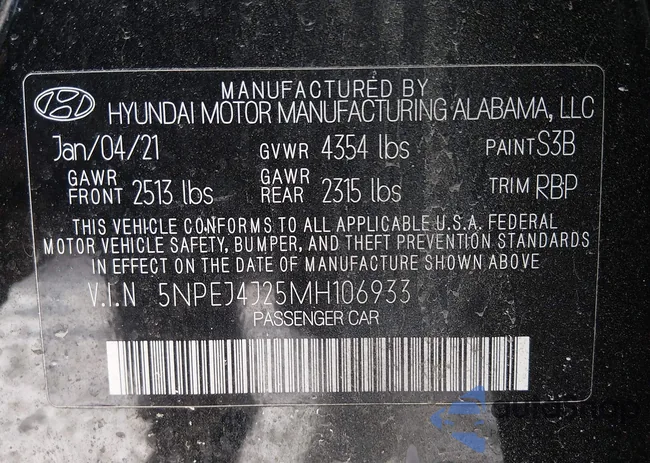 MANUFACTURED BY
HYUNDAI MOTOR MANUFACTURING ALABAMA, LLC
Jan/04/21 GVWR 4354 lbs PAINT S3B
GAWR FRONT 2513 lbs GAWR REAR 2315 lbs TRIM RBP
THIS VEHICLE CONFORMS TO ALL APPLICABLE U.S.A. FEDERAL
MOTOR VEHICLE SAFETY, BUMPER, AND THEFT PREVENTION STANDARDS
IN EFFECT ON THE DATE OF MANUFACTURE SHOWN ABOVE
V.I.N 5NPEJ4J25MH106933
PASSENGER CAR
autoShop